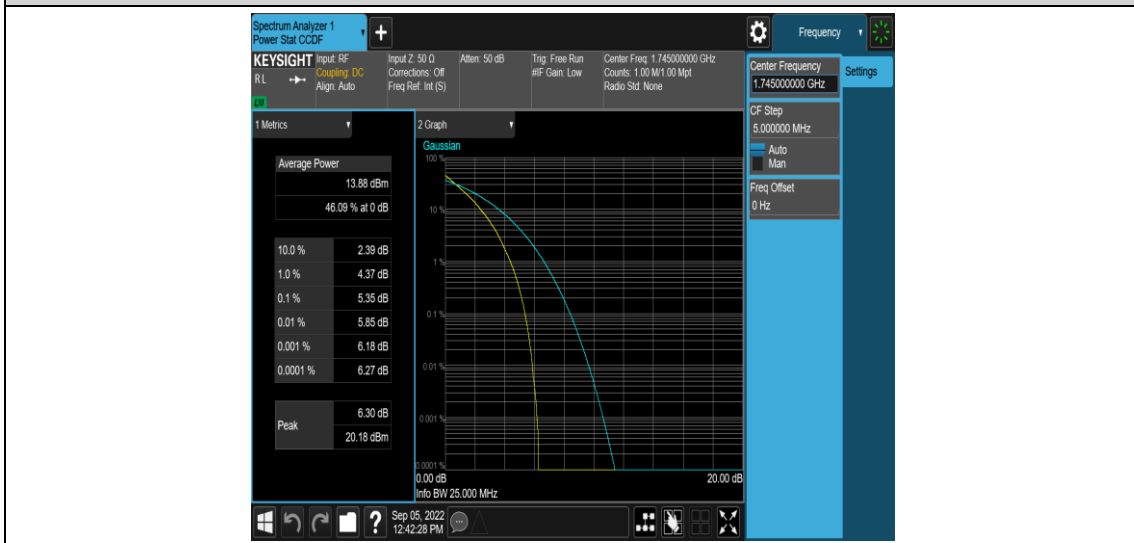 Spectrum Analyzer 1
Power Stat CCDF
+
Frequency
KEYSIGHT
RL
LNI
Input: RF
Coupling: DC
Align: Auto
Input Z: 50 Ω
Corrections: Off
Freq Ref: Int (S)
Atten: 50 dB
Trig: Free Run
#IF Gain: Low
Center Freq: 1.745000000 GHz
Counts: 1.00 M/1.00 Mpt
Radio Std: None
Center Frequency
1.745000000 GHz
Settings
CF Step
5.000000 MHz
Auto
Man
Freq Offset
0 Hz
1 Metrics
Average Power
13.88 dBm
46.09 % at 0 dB
10.0 % 2.39 dB
1.0 % 4.37 dB
0.1 % 5.35 dB
0.01 % 5.85 dB
0.001 % 6.18 dB
0.0001 % 6.27 dB
Peak
6.30 dB
20.18 dBm
2 Graph
Gaussian
100 %
10 %
1 %
0.1 %
0.01 %
0.001 %
0.0001 %
0.00 dB 20.00 dB
Info BW 25.000 MHz
?
Sep 05, 2022
12:42:28 PM